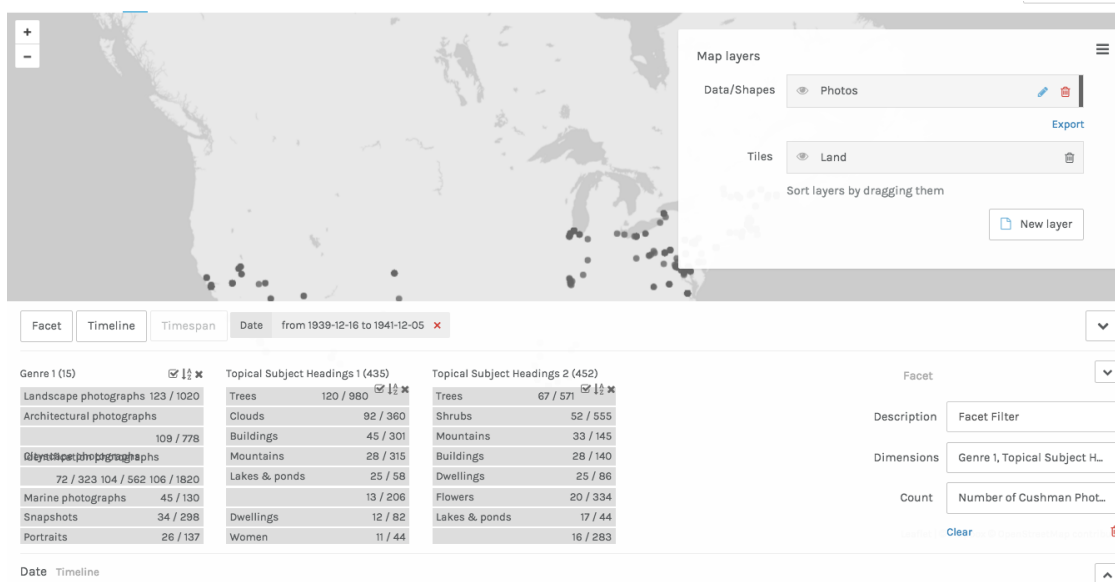 +
−
Map layers
Data/Shapes Photos
Export
Tiles Land
Sort layers by dragging them
New layer
Facet Timeline Timespan Date from 1939-12-16 to 1941-12-05 ×
Genre 1 (15)
Landscape photographs 123 / 1020
Architectural photographs
109 / 778
72 / 323 104 / 562 106 / 1820
Marine photographs 45 / 130
Snapshots 34 / 298
Portraits 26 / 137
Topical Subject Headings 1 (435)
Trees 120 / 980
Clouds 92 / 360
Buildings 45 / 301
Mountains 28 / 315
Lakes & ponds 25 / 58
13 / 206
Dwellings 12 / 82
Women 11 / 44
Topical Subject Headings 2 (452)
Trees 67 / 571
Shrubs 52 / 555
Mountains 33 / 145
Buildings 28 / 140
Dwellings 25 / 86
Flowers 20 / 334
Lakes & ponds 17 / 44
16 / 283
Facet
Description Facet Filter
Dimensions Genre 1, Topical Subject H...
Count Number of Cushman Phot...
Clear
Date Timeline